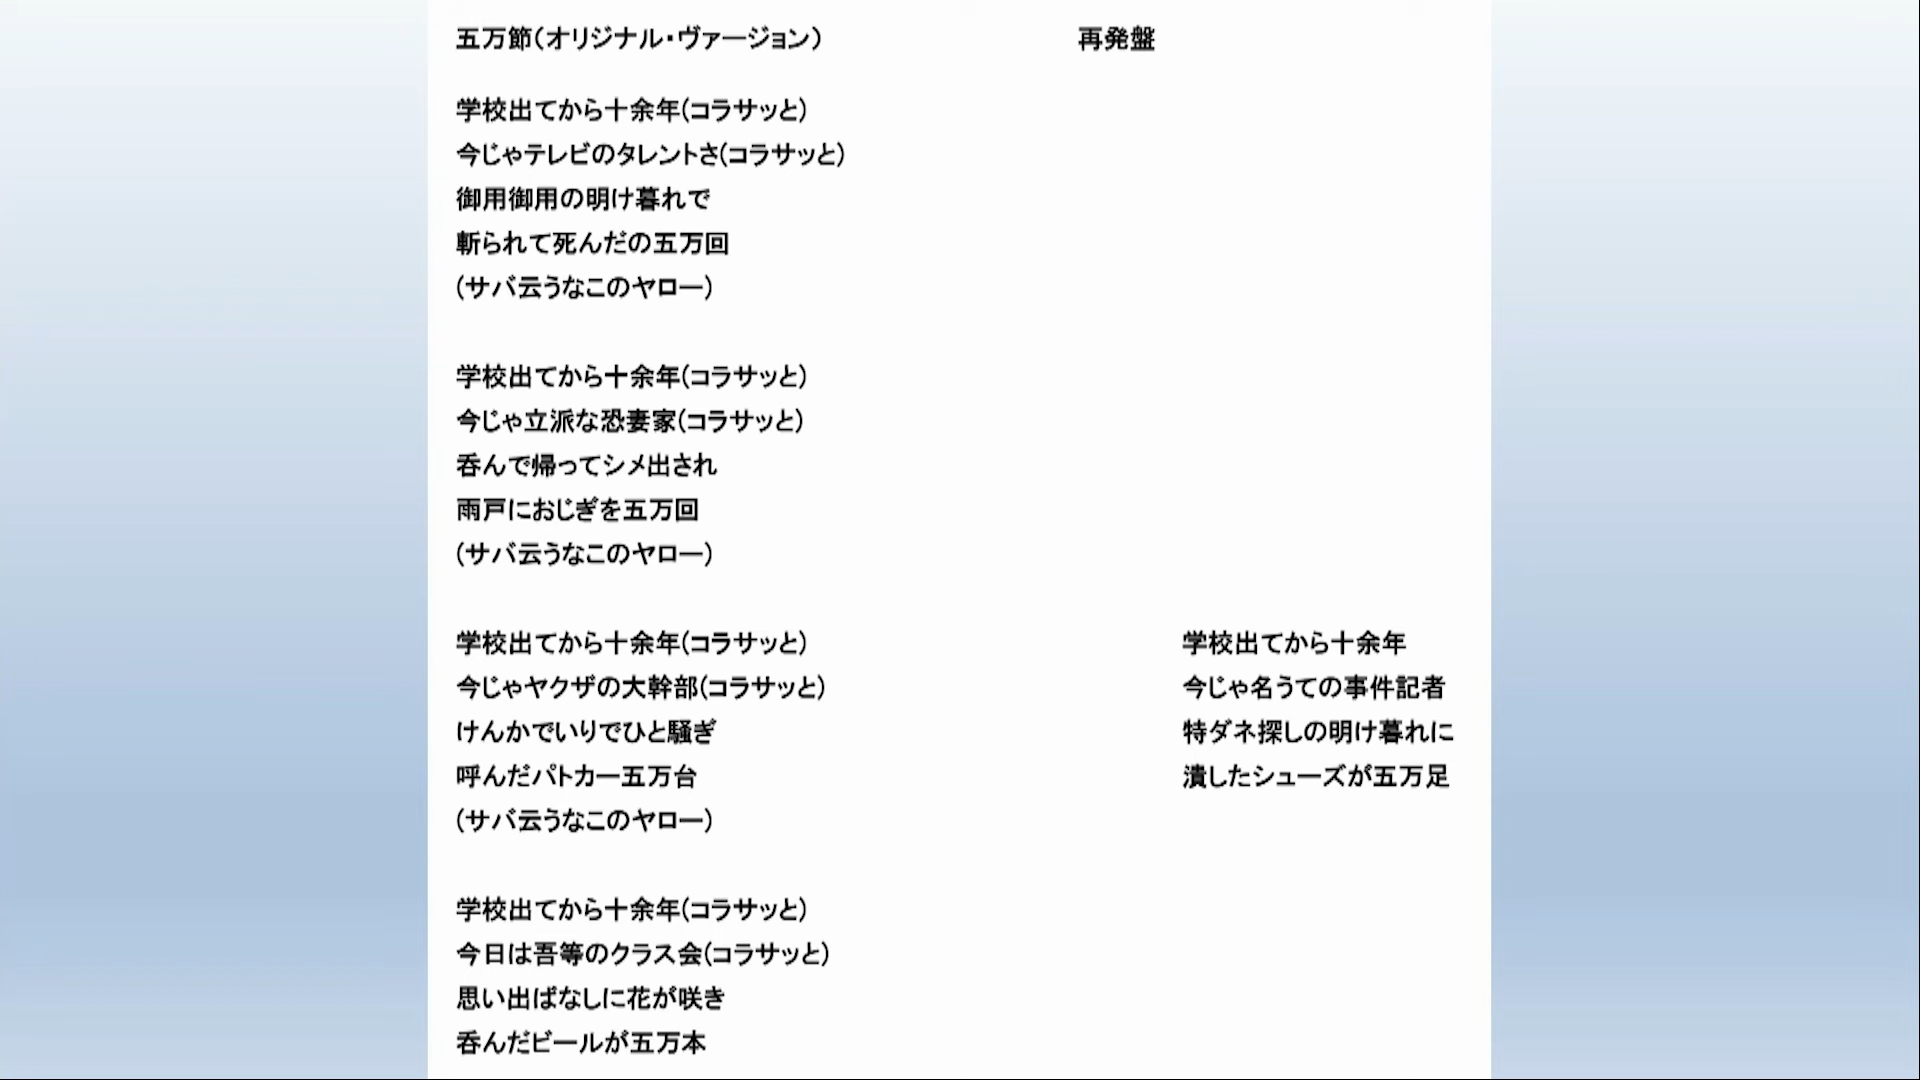 五万節(オリジナル・ヴァージョン)
再発盤
学校出てから十余年(コラサッと)
今じゃテレビのタレントさ(コラサッと)
御用御用の明け暮れで
斬られて死んだの五万回
(サバ云うなこのヤロー)
学校出てから十余年(コラサッと)
今じゃ立派な恐妻家(コラサッと)
呑んで帰ってシメ出され
雨戸におじぎを五万回
(サバ云うなこのヤロー)
学校出てから十余年(コラサッと)
今じゃヤクザの大幹部(コラサッと)
けんかでいりでひと騒ぎ
呼んだパトカー五万台
(サバ云うなこのヤロー)
学校出てから十余年
今じゃ名うての事件記者
特ダネ探しの明け暮れに
潰したシューズが五万足
学校出てから十余年(コラサッと)
今日は吾等のクラス会(コラサッと)
思い出ばなしに花が咲き
呑んだビールが五万本